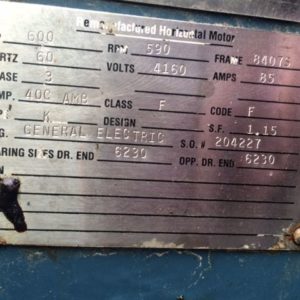 Remanufactured Horizontal Motor
P 600 RPM 590 FRAME 8407S
RTZ 60 VOLTS 4160 AMPS 85
ASE 3
MP. 40C AMB CLASS F CODE F
P K DESIGN S.F. 1.15
G. GENERAL ELECTRIC S.O.# 204227
ARING SIZES DR. END 6230 OPP. DR. END 6230